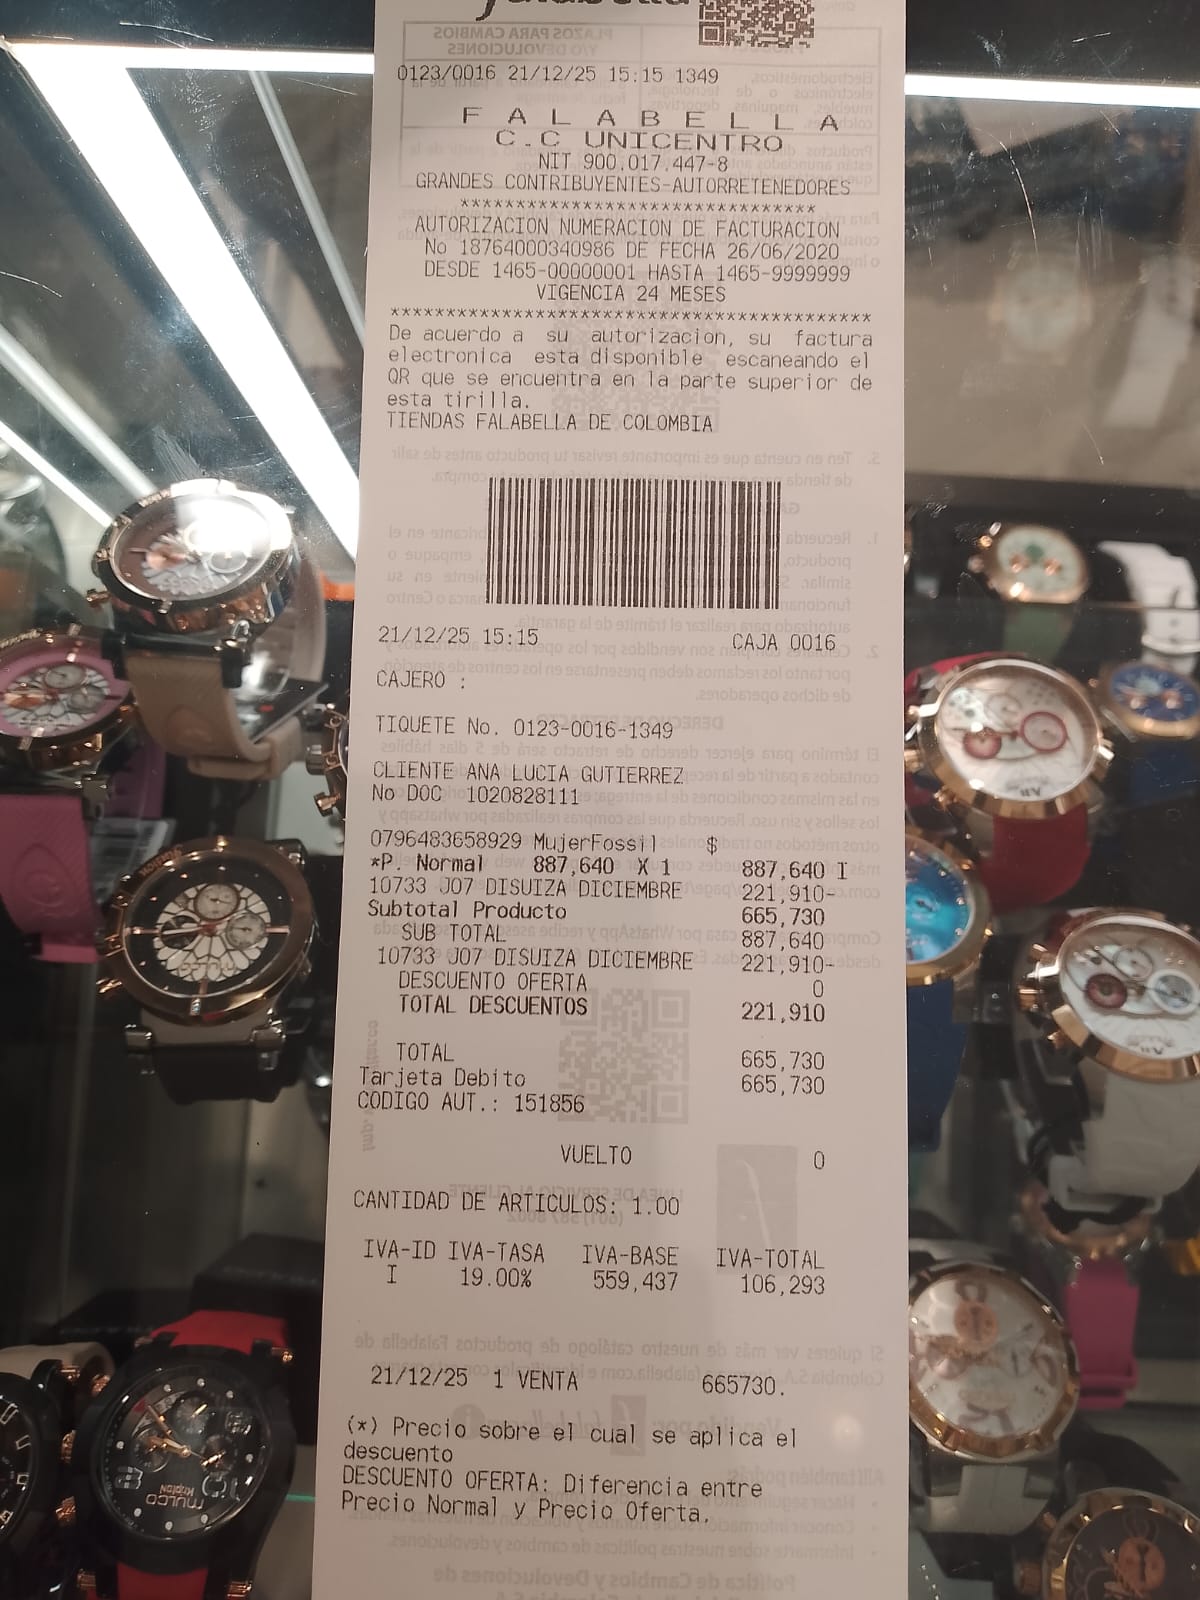 falabella
0123/0016 21/12/25 15:15 1349
F A L A B E L L A
C.C UNICENTRO
NIT 900.017.447-8
GRANDES CONTRIBUYENTES-AUTORRETENEDORES
********************************
AUTORIZACION NUMERACION DE FACTURACION
No 18764000340986 DE FECHA 26/06/2020
DESDE 1465-00000001 HASTA 1465-9999999
VIGENCIA 24 MESES
*******************************************
De acuerdo a su autorizacion, su factura
electronica esta disponible escaneando el
QR que se encuentra en la parte superior de
esta tirilla.
TIENDAS FALABELLA DE COLOMBIA
21/12/25 15:15 CAJA 0016
CAJERO :
TIQUETE No. 0123-0016-1349
CLIENTE ANA LUCIA GUTIERREZ
No DOC 1020828111
0796483658929 MujerFossil $
*P. Normal 887,640 X 1 887,640 I
10733 J07 DISUIZA DICIEMBRE 221,910-
Subtotal Producto 665,730
SUB TOTAL 887,640
10733 J07 DISUIZA DICIEMBRE 221,910-
DESCUENTO OFERTA 0
TOTAL DESCUENTOS 221,910
TOTAL 665,730
Tarjeta Debito 665,730
CODIGO AUT.: 151856
VUELTO 0
CANTIDAD DE ARTICULOS: 1.00
IVA-ID IVA-TASA IVA-BASE IVA-TOTAL
I 19.00% 559,437 106,293
21/12/25 1 VENTA 665730.
(*) Precio sobre el cual se aplica el
descuento
DESCUENTO OFERTA: Diferencia entre
Precio Normal y Precio Oferta.
MULCO